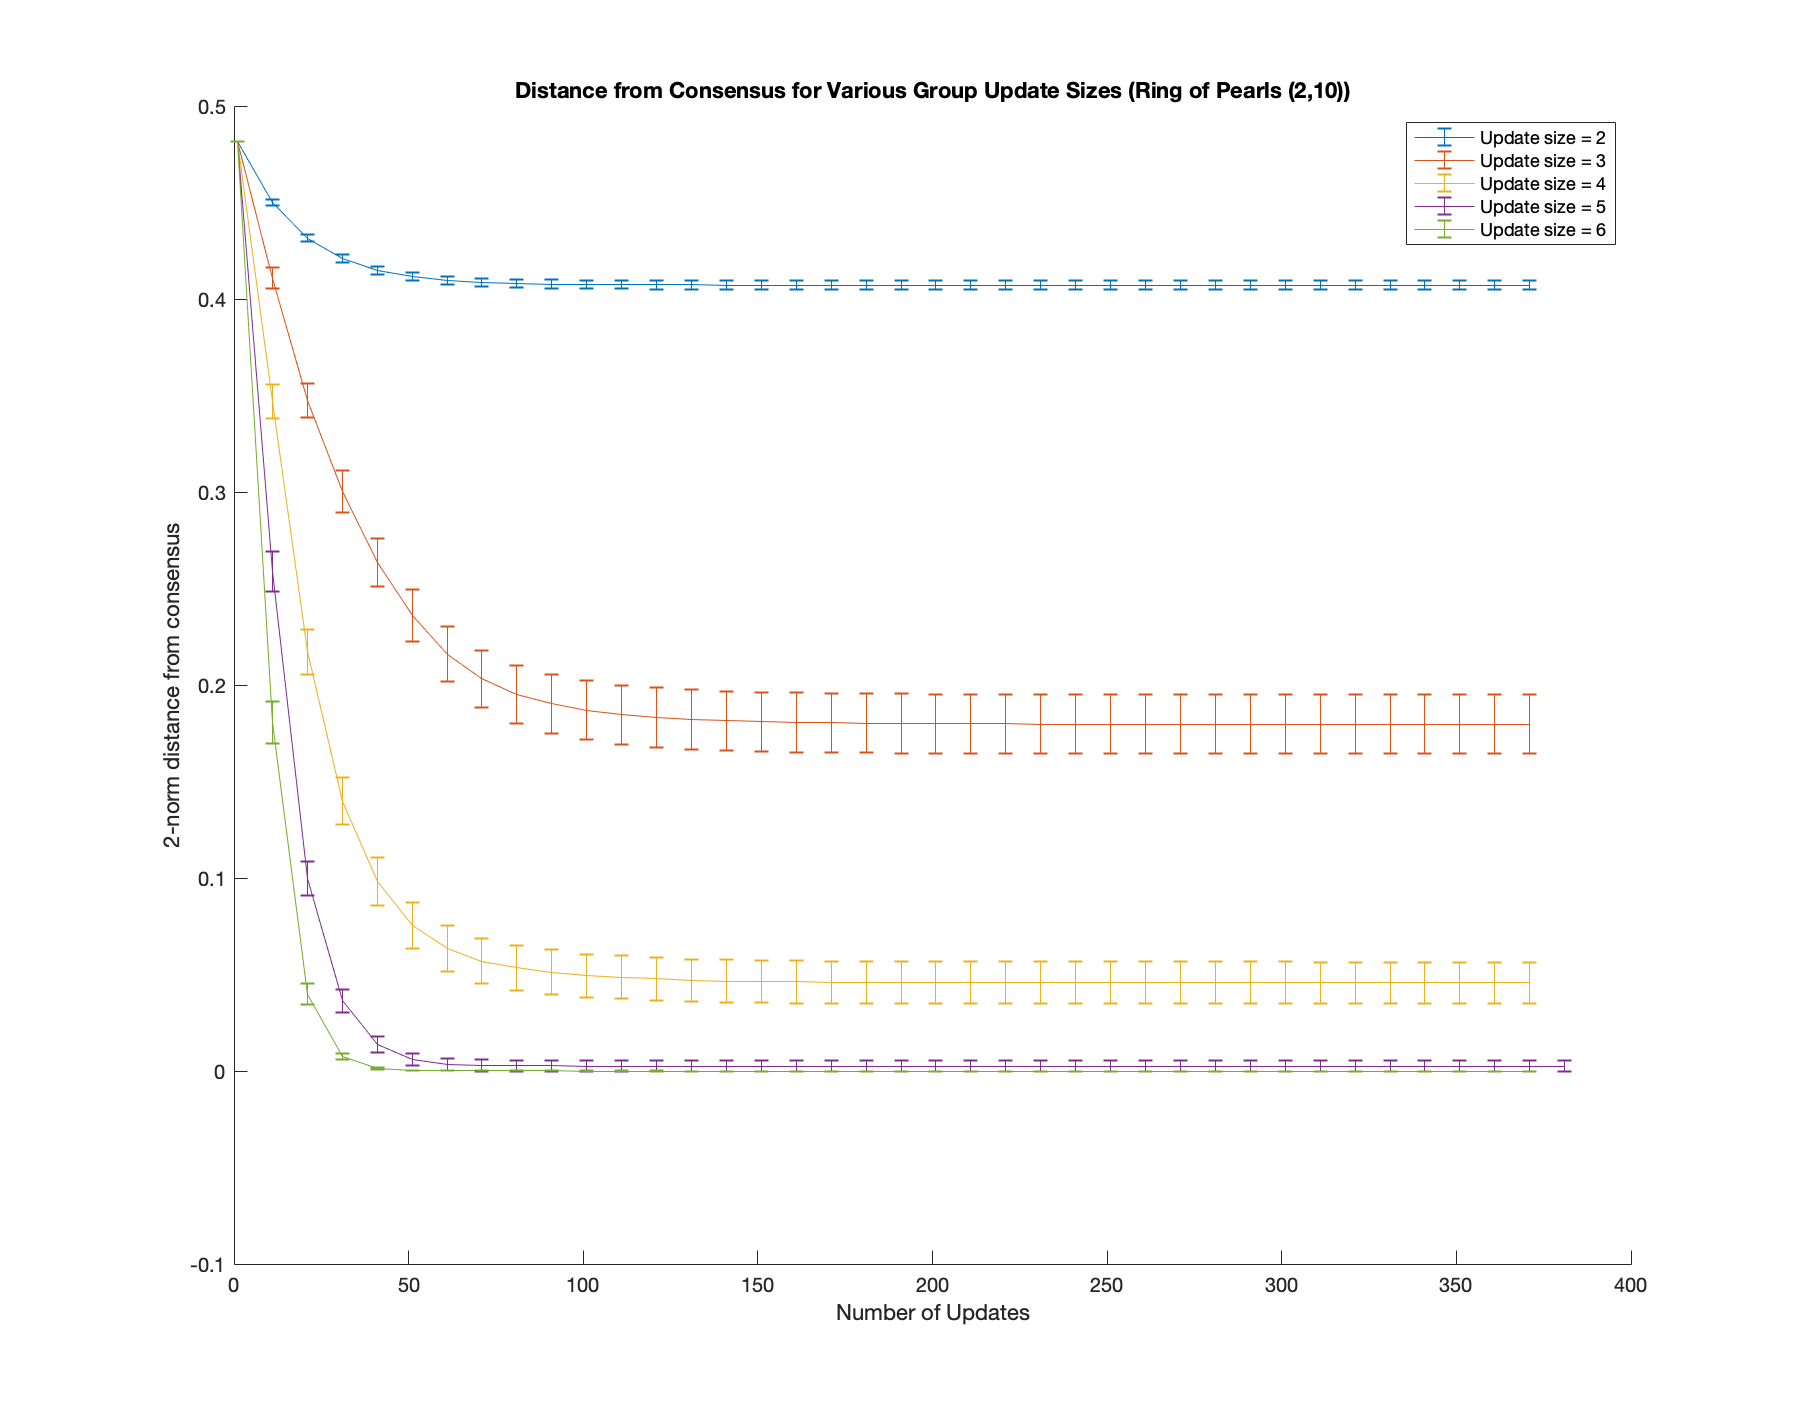 Distance from Consensus for Various Group Update Sizes (Ring of Pearls (2,10))
Update size = 2
Update size = 3
Update size = 4
Update size = 5
Update size = 6
0.5
0.4
0.3
0.2
0.1
0
-0.1
2-norm distance from consensus
0 50 100 150 200 250 300 350 400
Number of Updates